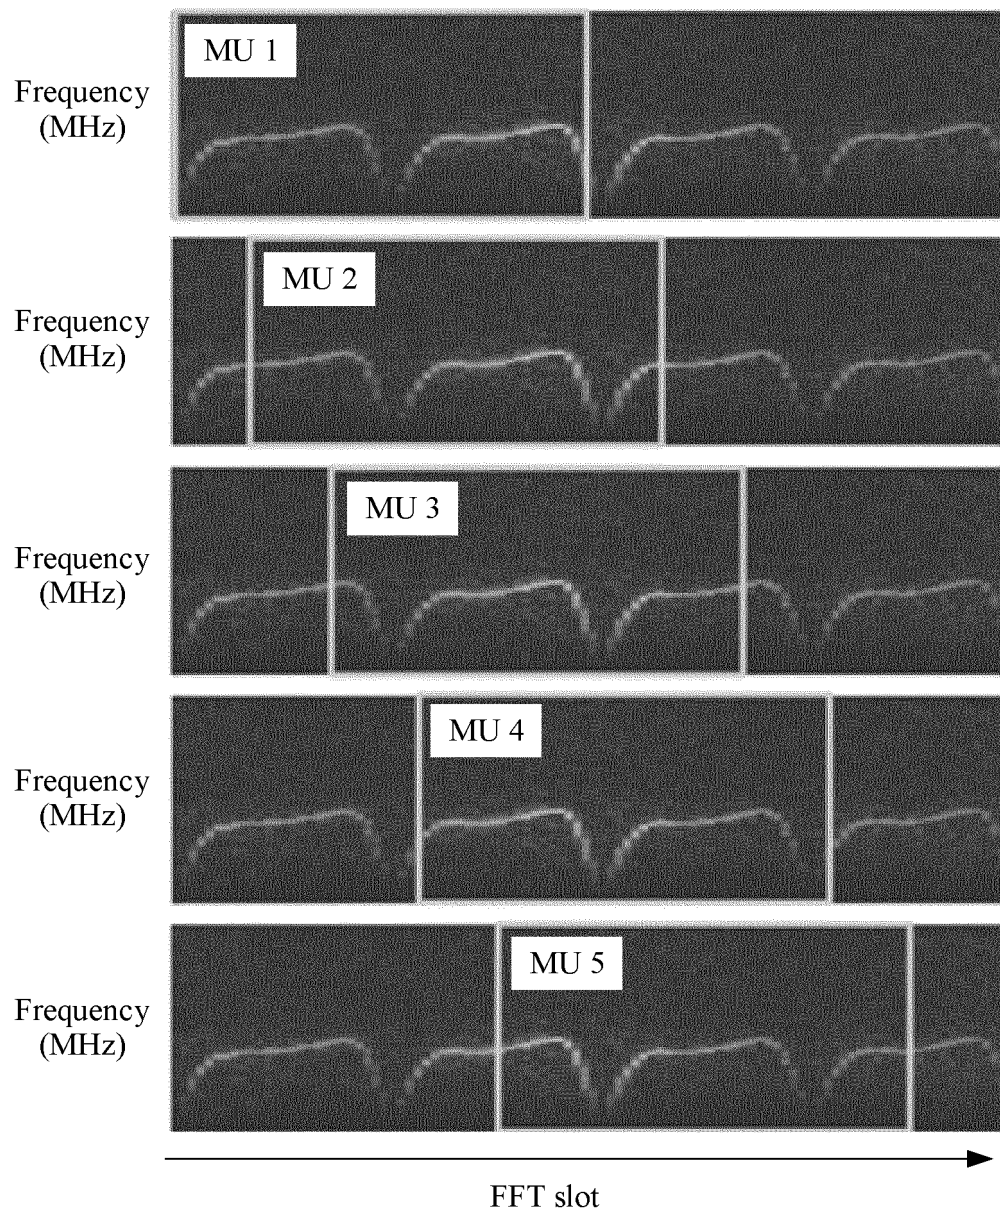 MU 1
Frequency
(MHz)
MU 2
Frequency
(MHz)
MU 3
Frequency
(MHz)
MU 4
Frequency
(MHz)
MU 5
Frequency
(MHz)
FFT slot